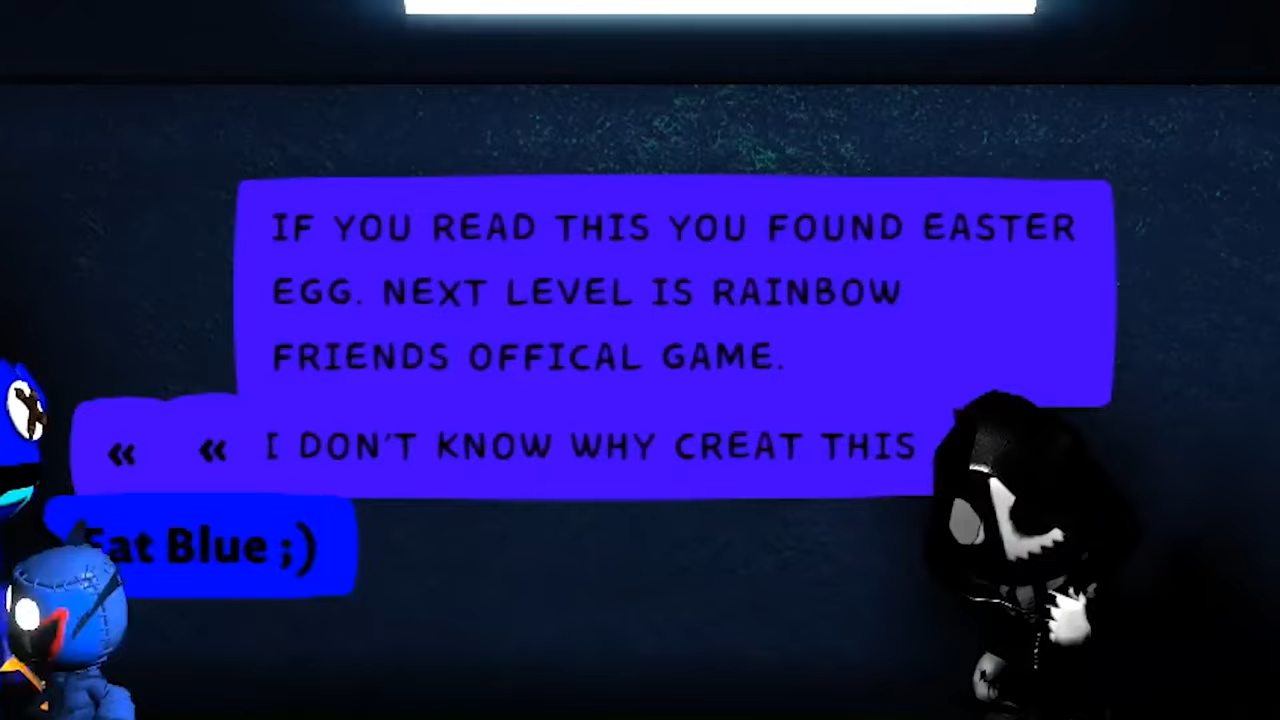 IF YOU READ THIS YOU FOUND EASTER
EGG. NEXT LEVEL IS RAINBOW
FRIENDS OFFICAL GAME.
« « I DON'T KNOW WHY CREAT THIS
Fat Blue ;)